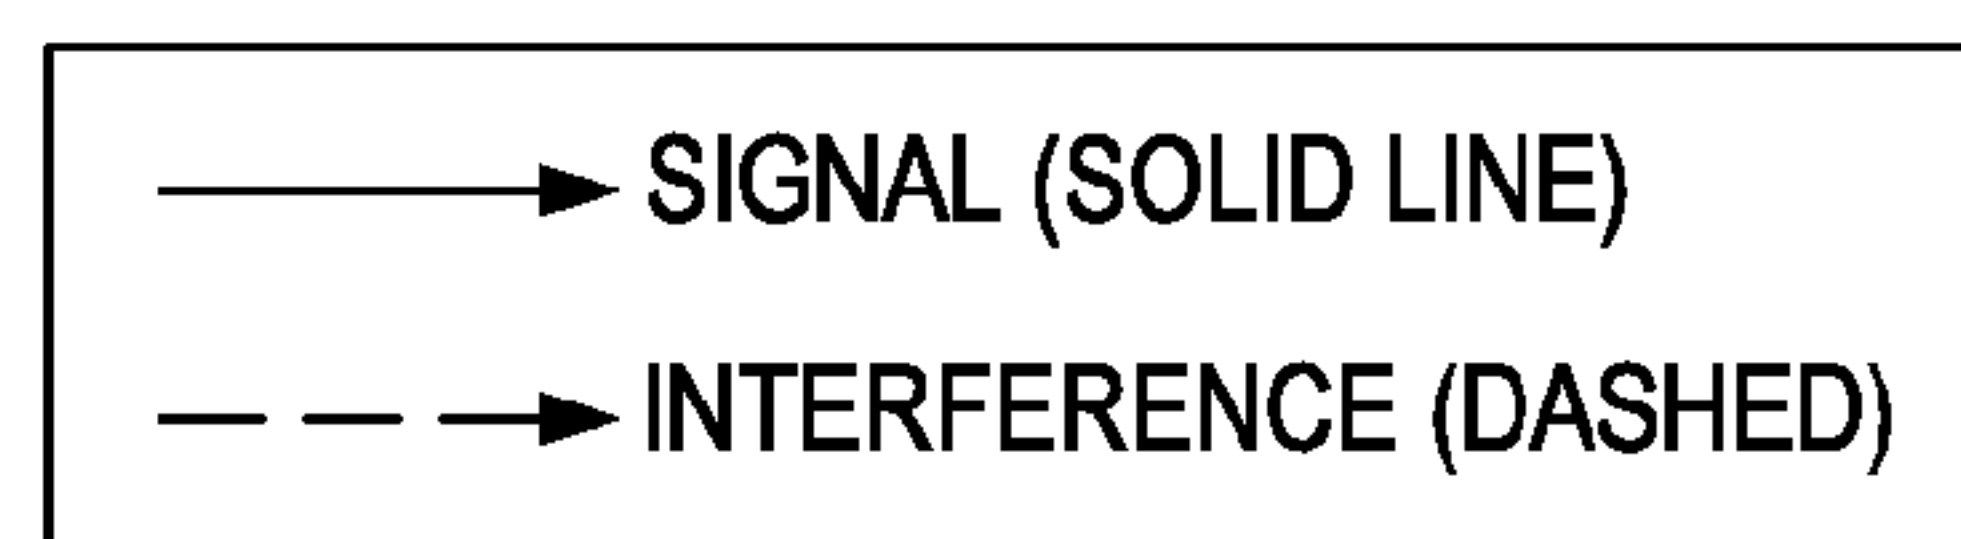 SIGNAL (SOLID LINE)
INTERFERENCE (DASHED)